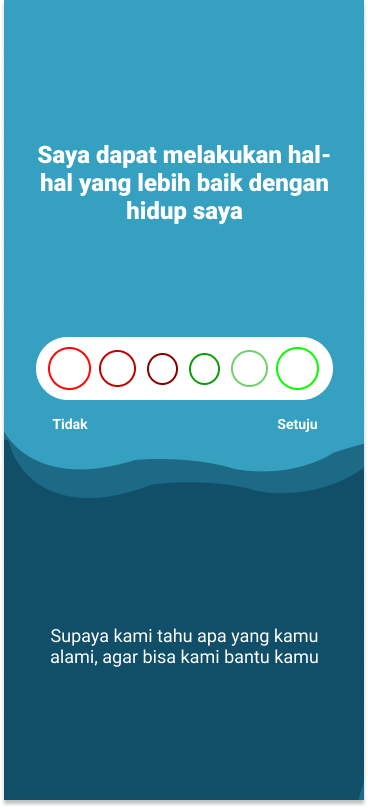 Saya dapat melakukan hal-
hal yang lebih baik dengan
hidup saya
Tidak
Setuju
Supaya kami tahu apa yang kamu
alami, agar bisa kami bantu kamu